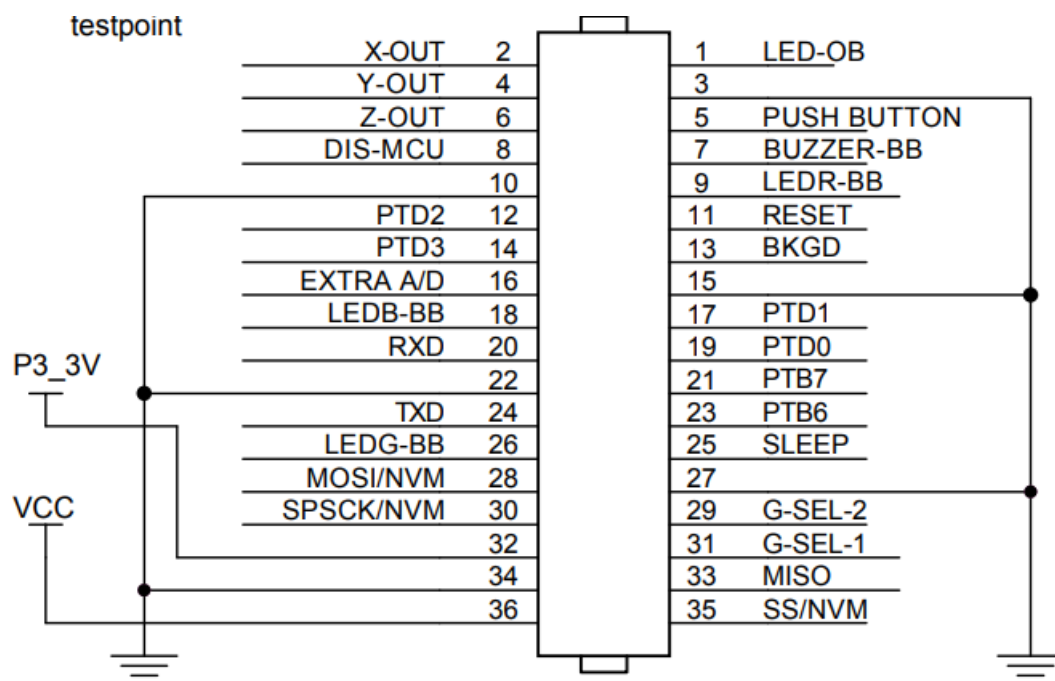 testpoint
X-OUT 2 1 LED-OB
Y-OUT 4 3
Z-OUT 6 5 PUSH BUTTON
DIS-MCU 8 7 BUZZER-BB
10 9 LEDR-BB
PTD2 12 11 RESET
PTD3 14 13 BKGD
EXTRA A/D 16 15
LEDB-BB 18 17 PTD1
RXD 20 19 PTD0
P3_3V
22 21 PTB7
TXD 24 23 PTB6
LEDG-BB 26 25 SLEEP
MOSI/NVM 28 27
VCC
SPSCK/NVM 30 29 G-SEL-2
32 31 G-SEL-1
34 33 MISO
36 35 SS/NVM